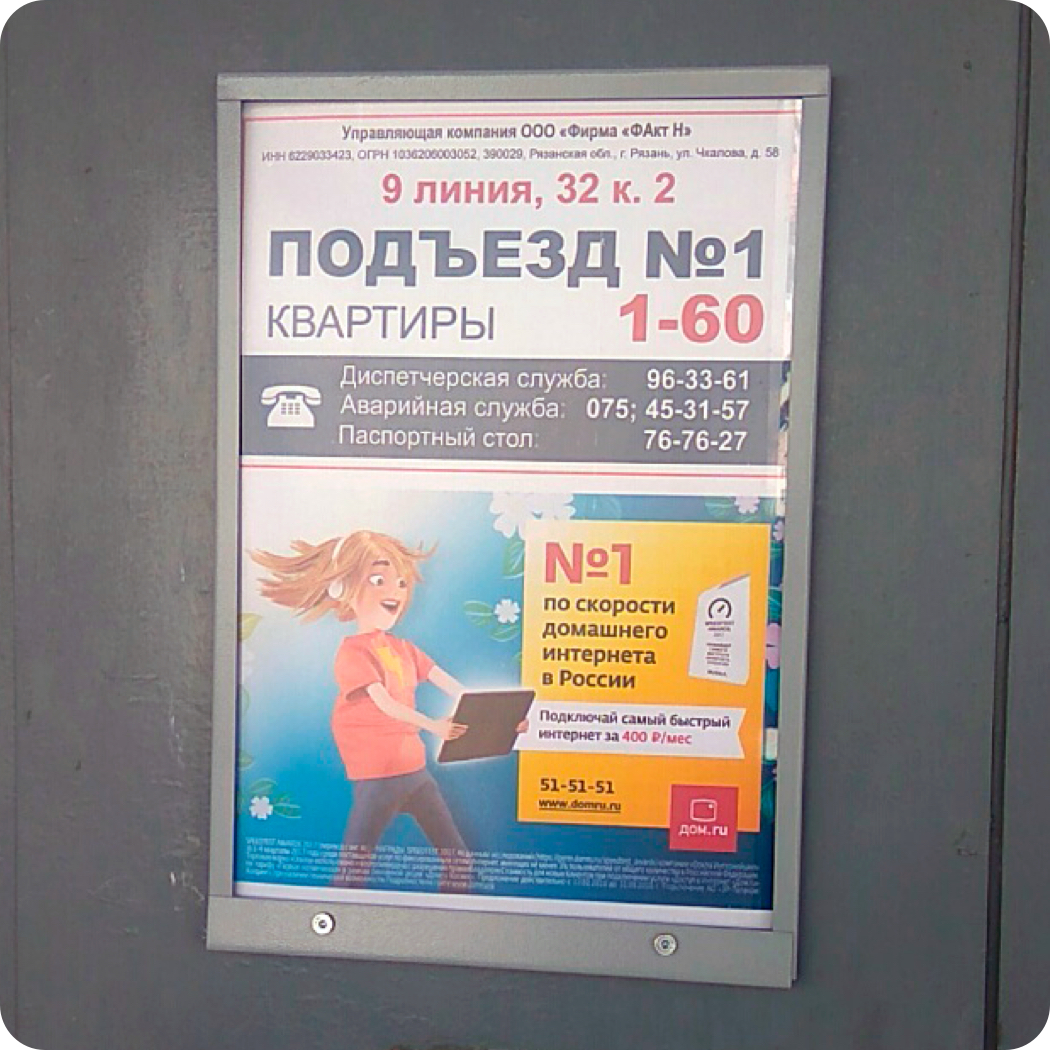 Управляющая компания ООО «Фирма «ФАкт Н»
ИНН 6229033423, ОГРН 1036206003052, 390029, Рязанская обл., г. Рязань, ул. Чкалова, д. 58
9 линия, 32 к. 2
ПОДЪЕЗД №1
КВАРТИРЫ 1-60
Диспетчерская служба: 96-33-61
Аварийная служба: 075; 45-31-57
Паспортный стол: 76-76-27
№1
по скорости
домашнего
интернета
в России
Подключай самый быстрый
интернет за 400 ₽/мес
51-51-51
www.domru.ru
дом.ru